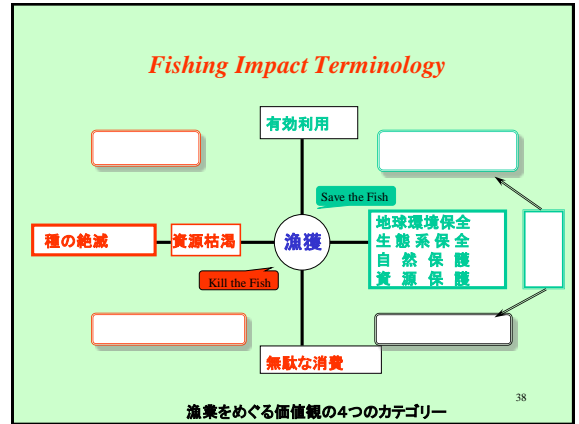 Fishing Impact Terminology
有効利用
Save the Fish
種の絶滅
資源枯渇
漁獲
地球環境保全
生態系保全
自然保護
資源保護
Kill the Fish
無駄な消費
38
漁業をめぐる価値観の4つのカテゴリー